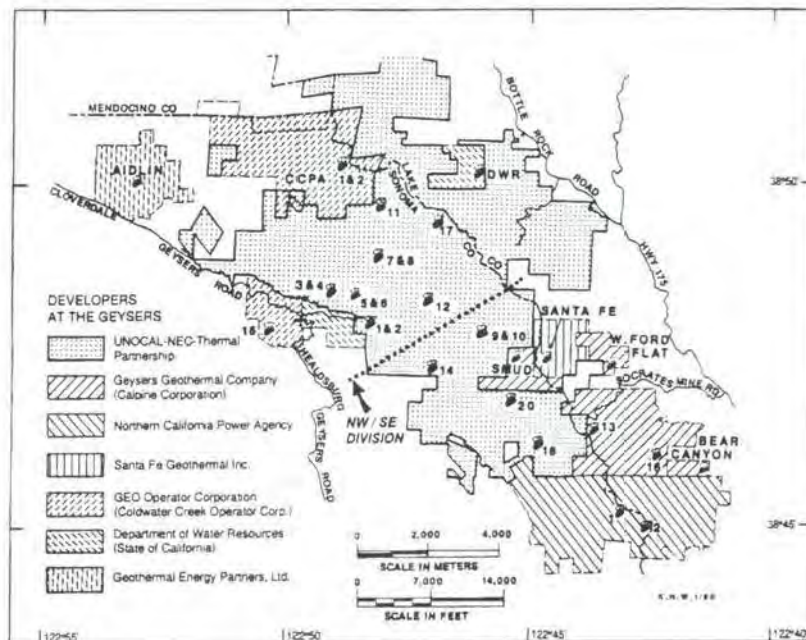 MENDOCINO CO
AIDLIN
CCPA
1 & 2
LAKE
SONOMA
CO
CO
BOTTLE ROCK ROAD
DWR
38°50'
HWY 175
CLOVERDALE
GEYSERS ROAD
11
17
7 & 8
3 & 4
5 & 6
12
1 & 2
15
9 & 10
SANTA FE
W. FORD FLAT
SMUD
SOCRATES MINE RD.
14
20
13
18
16
BEAR CANYON
2
38°45'
HEALDSBURG
GEYSERS ROAD
NW / SE
DIVISION
DEVELOPERS
AT THE GEYSERS
UNOCAL-NEC-Thermal
Partnership
Geysers Geothermal Company
(Calpine Corporation)
Northern California Power Agency
Santa Fe Geothermal Inc.
GEO Operator Corporation
(Coldwater Creek Operator Corp.)
Department of Water Resources
(State of California)
Geothermal Energy Partners, Ltd.
0 2,000 4,000
SCALE IN METERS
0 7,000 14,000
SCALE IN FEET
122°55' 122°50' 122°45' 122°40'